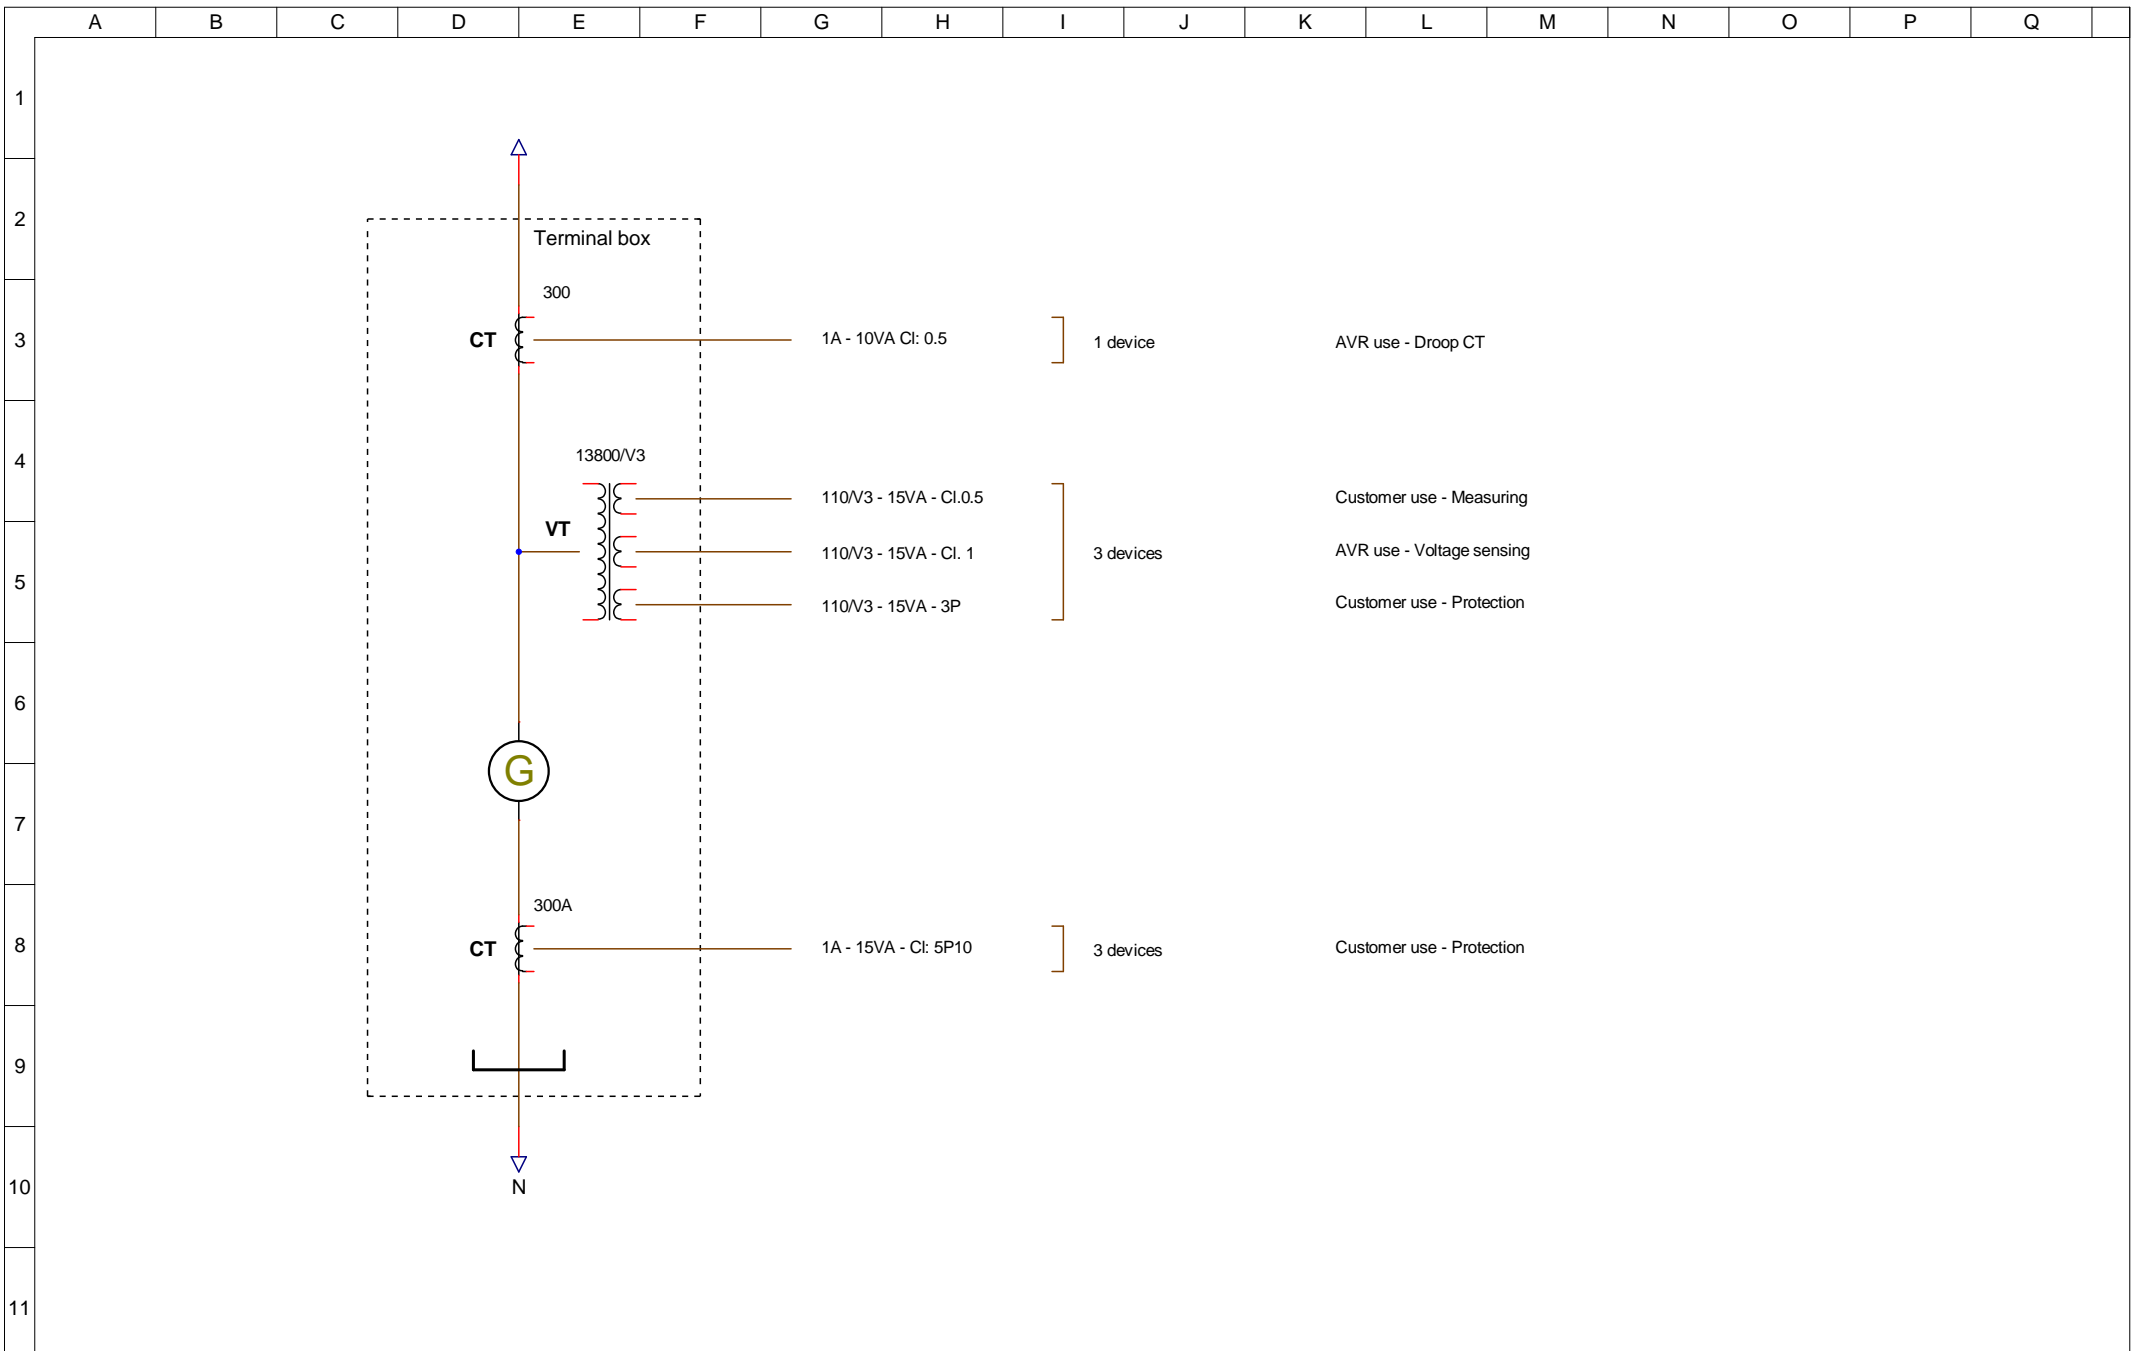 A B C D E F G H I J K L M N O P Q
1
2
Terminal box
300
3
CT
1A - 10VA Cl: 0.5
1 device
AVR use - Droop CT
4
13800/V3
110/V3 - 15VA - Cl.0.5
Customer use - Measuring
VT
110/V3 - 15VA - Cl. 1
3 devices
AVR use - Voltage sensing
5
110/V3 - 15VA - 3P
Customer use - Protection
6
G
7
300A
8
CT
1A - 15VA - Cl: 5P10
3 devices
Customer use - Protection
9
10
N
11